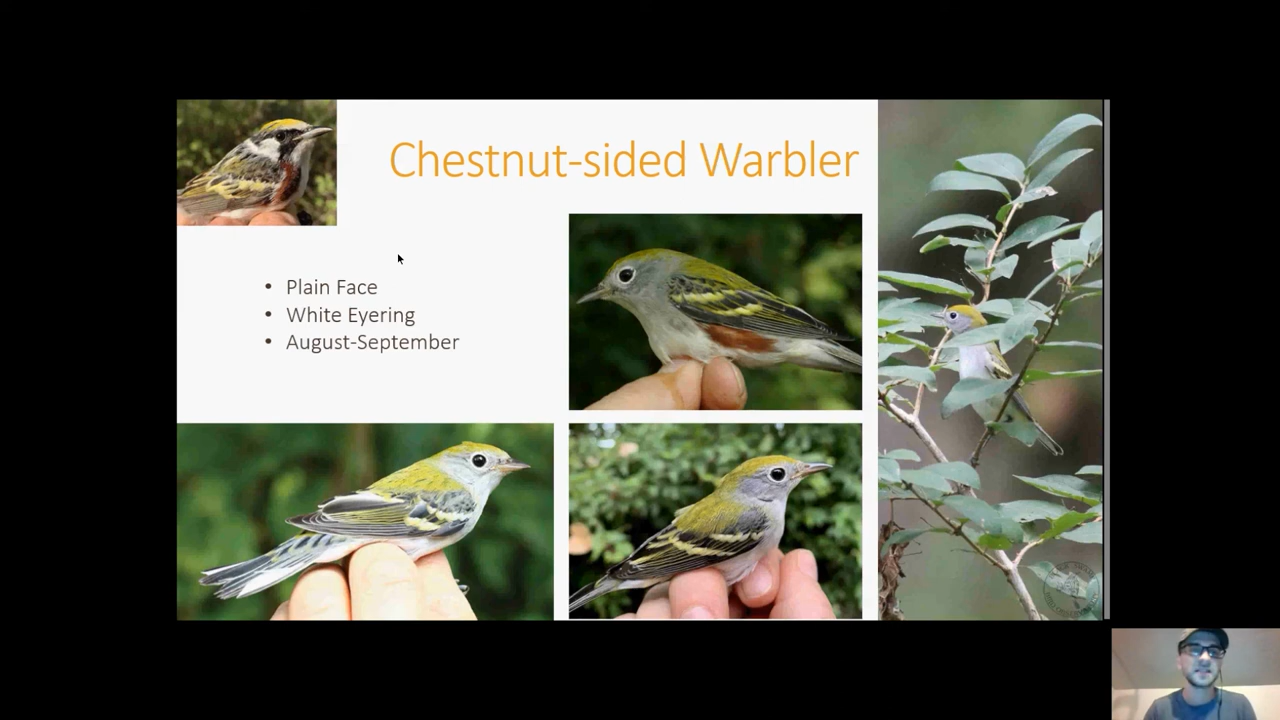 Chestnut-sided Warbler
• Plain Face
• White Eyering
• August-September